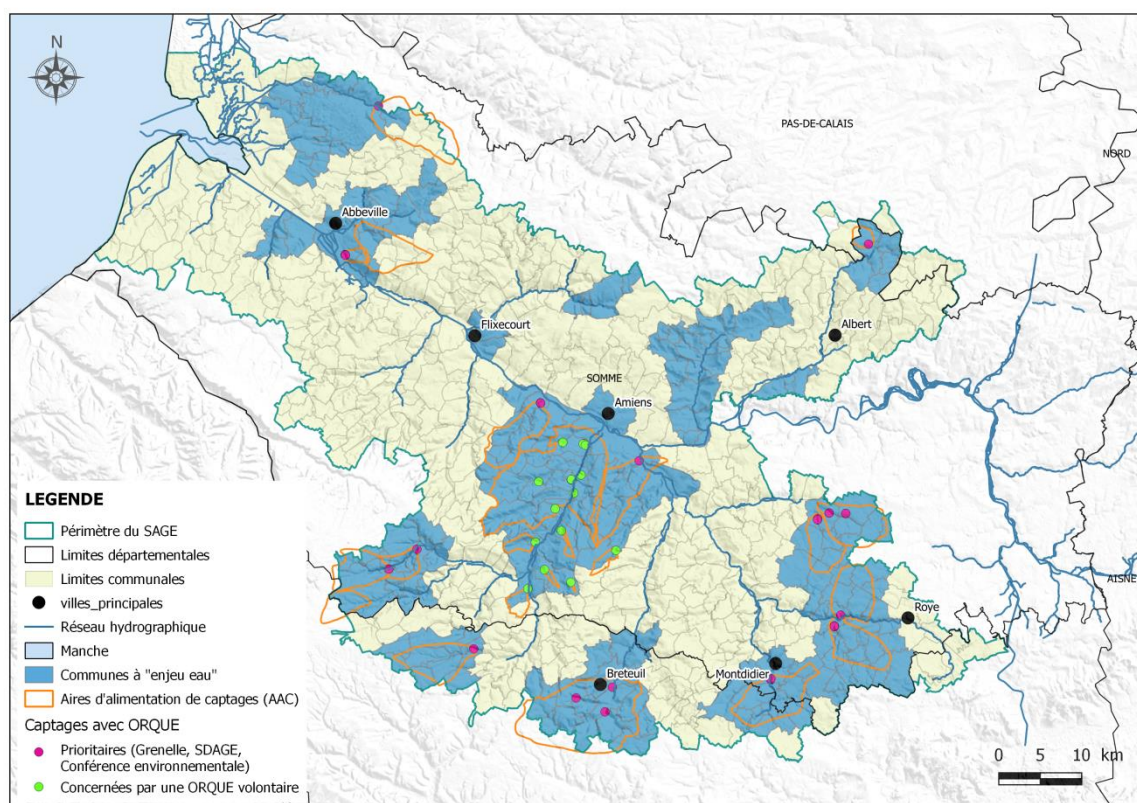 N
PAS-DE-CALAIS
NORD
Abbeville
Flixecourt
Albert
SOMME
Amiens
AISNE
Roye
Montdidier
Breteuil
LEGENDE
Périmètre du SAGE
Limites départementales
Limites communales
villes_principales
Réseau hydrographique
Manche
Communes à "enjeu eau"
Aires d'alimentation de captages (AAC)
Captages avec ORQUE
Prioritaires (Grenelle, SDAGE,
Conférence environnementale)
Concernées par une ORQUE volontaire
0 5 10 km